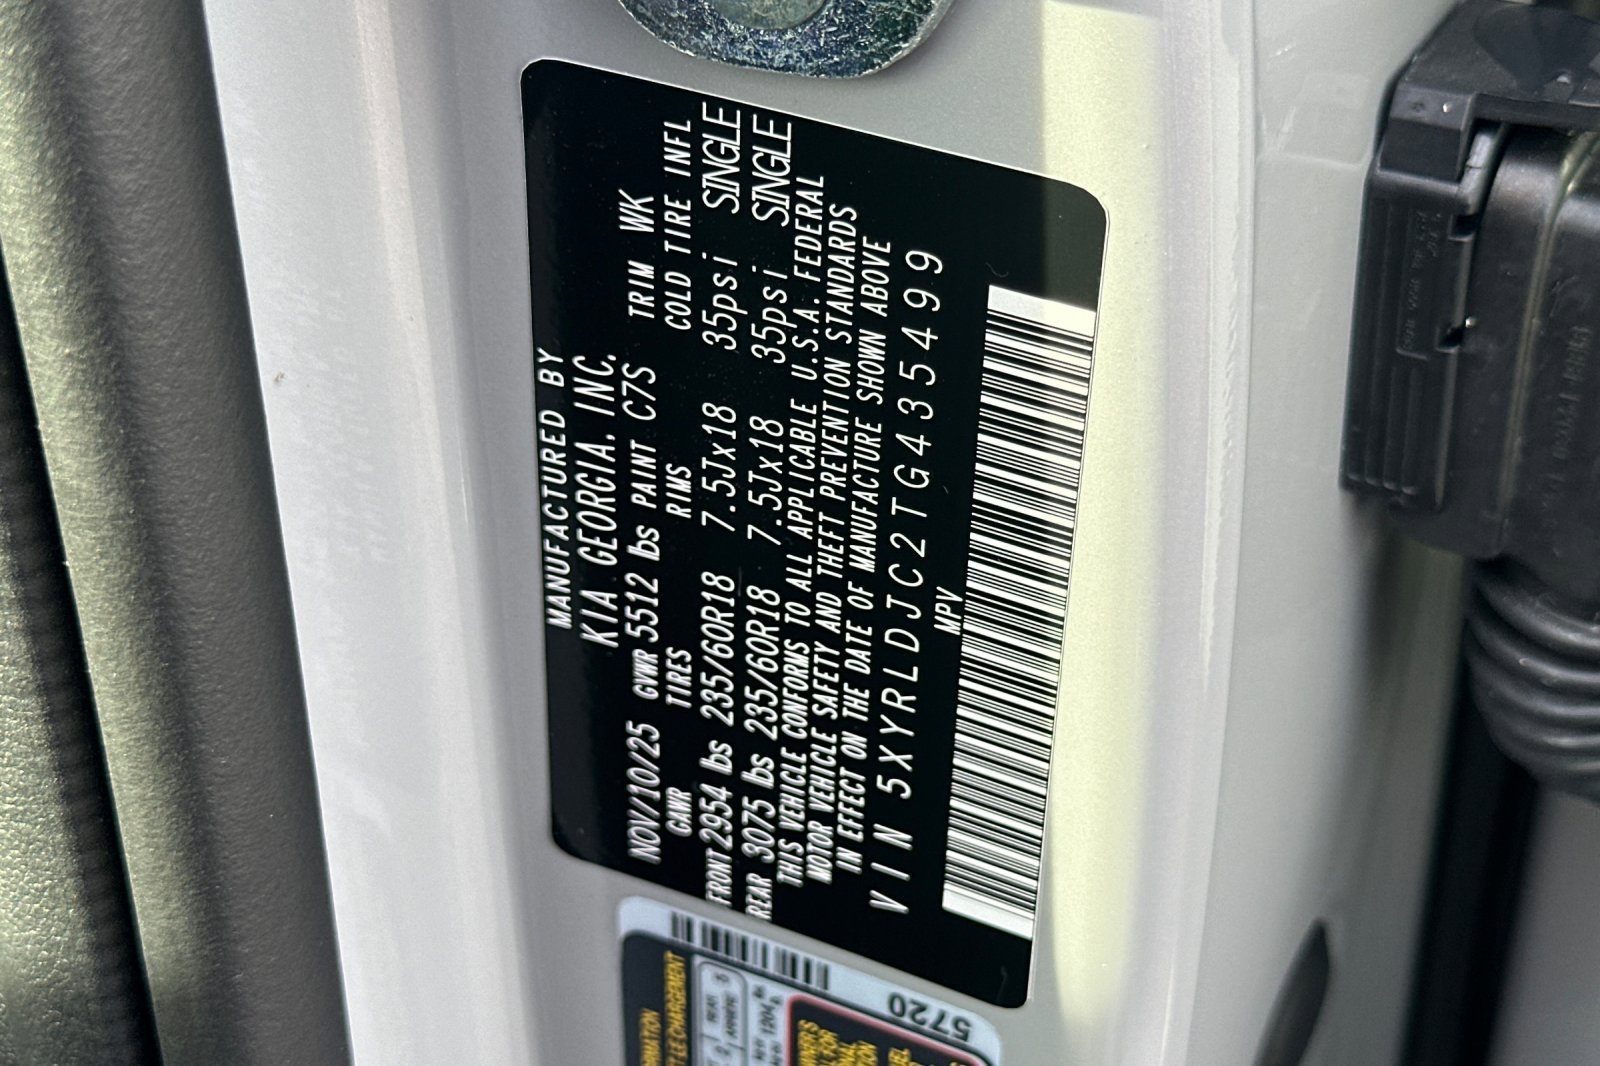 MANUFACTURED BY
KIA GEORGIA. INC.
NOV/10/25 GVWR 5512 lbs PAINT C7S TRIM WK
GAWR TIRES RIMS COLD TIRE INFL
FRONT 2954 lbs 235/60R18 7.5Jx18 35psi SINGLE
REAR 3075 lbs 235/60R18 7.5Jx18 35psi SINGLE
THIS VEHICLE CONFORMS TO ALL APPLICABLE U.S.A. FEDERAL
MOTOR VEHICLE SAFETY AND THEFT PREVENTION STANDARDS
IN EFFECT ON THE DATE OF MANUFACTURE SHOWN ABOVE
VIN 5XYRLDJC2TG435499
MPV
5720